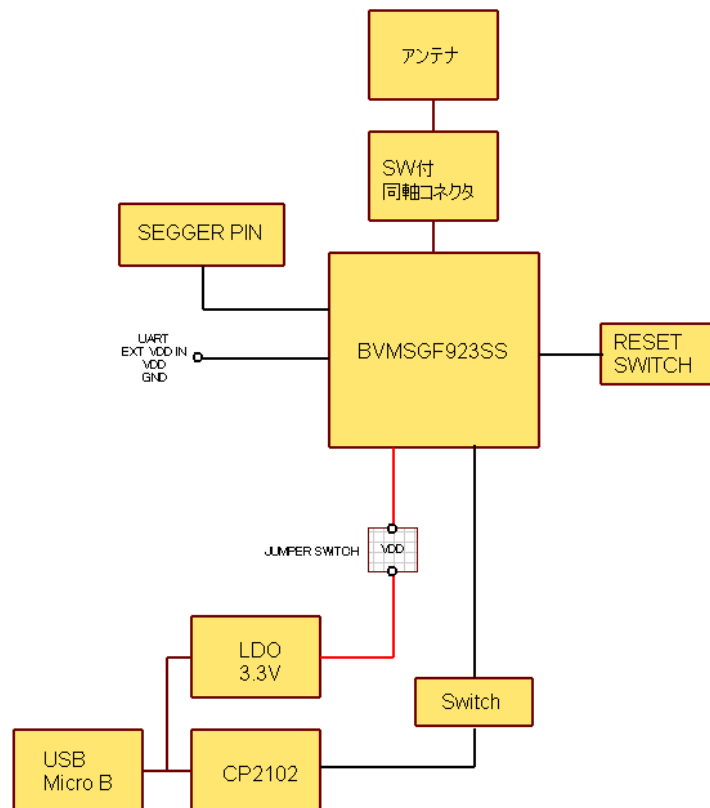 アンテナ
SW付
同軸コネクタ
SEGGER PIN
UART
EXT VDD IN
VDD
GND
BVMSGF923SS
RESET
SWITCH
JUMPER SWITCH
VDD
LDO
3.3V
Switch
USB
Micro B
CP2102